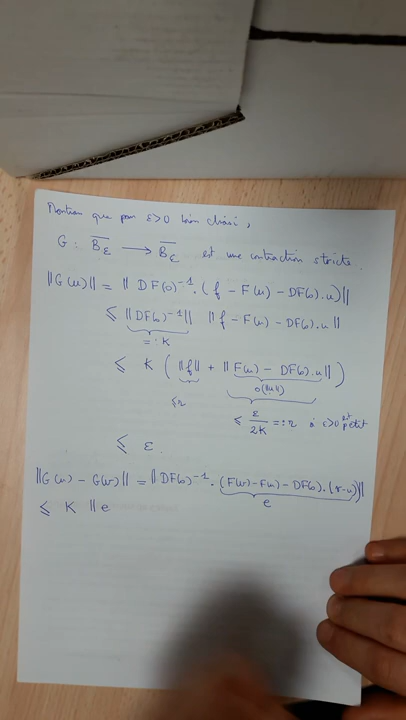 Montrons que pour ε>0 bien choisi,
G : B̅_ε → B̅_ε est une contraction stricte.
||G(u)|| = || DF(0)⁻¹ . (f - F(u) - DF(0).u)||
≤ ||DF(0)⁻¹|| ||f - F(u) - DF(0).u||
=: K
≤ K ( ||f|| + ||F(u) - DF(0).u|| )
≤ r
o(||u||)
≤ ε/2K =: r si ε>0 est petit
≤ ε.
||G(u) - G(v)|| = ||DF(0)⁻¹ . (F(v)-F(u) - DF(0).(v-u))||
e
≤ K ||e